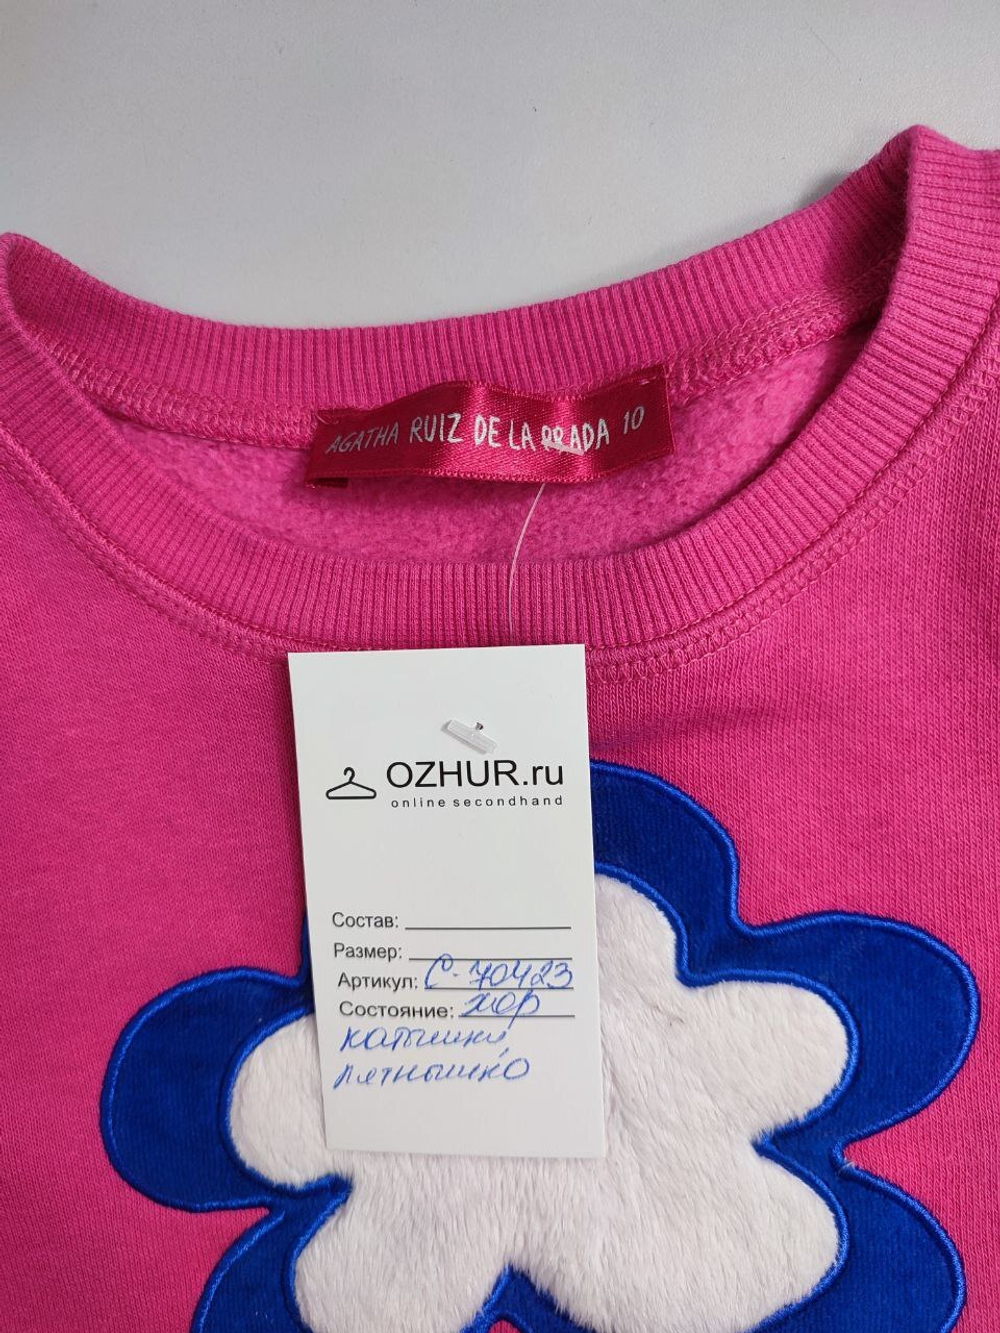 AGATHA RUIZ DE LA PRADA 10
OZHUR.ru
online secondhand
Состав:
Размер:
Артикул: С-70423
Состояние: хор
катышки
пятнышко